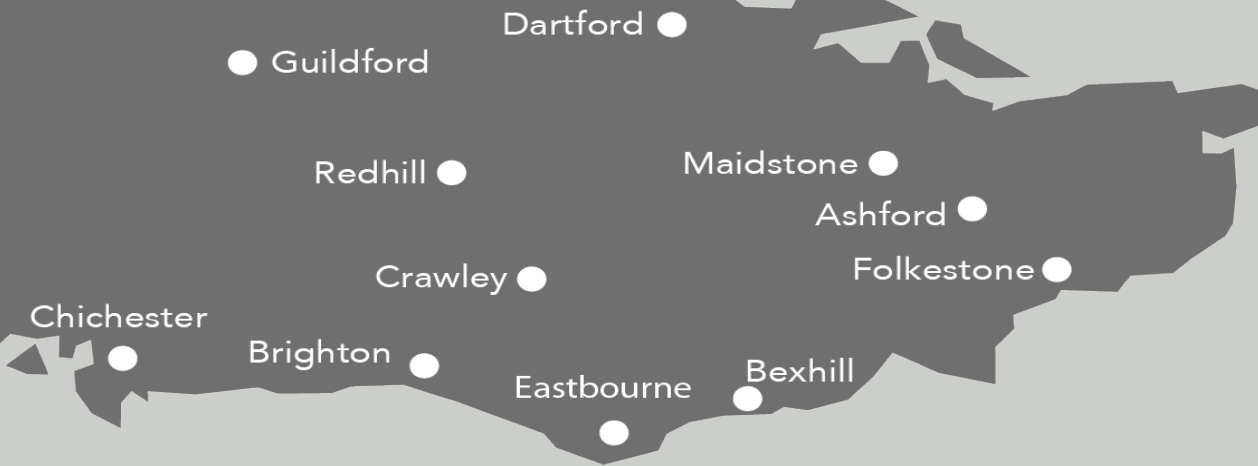 Dartford
Guildford
Maidstone
Redhill
Ashford
Folkestone
Crawley
Chichester
Brighton
Bexhill
Eastbourne